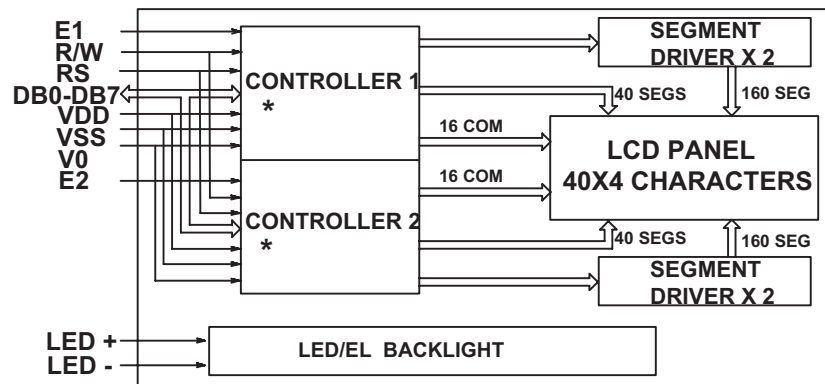 E1
R/W
RS
DB0-DB7
VDD
VSS
V0
E2
CONTROLLER 1
*
CONTROLLER 2
*
SEGMENT
DRIVER X 2
40 SEGS
160 SEG
16 COM
16 COM
LCD PANEL
40X4 CHARACTERS
40 SEGS
160 SEG
SEGMENT
DRIVER X 2
LED +
LED -
LED/EL BACKLIGHT